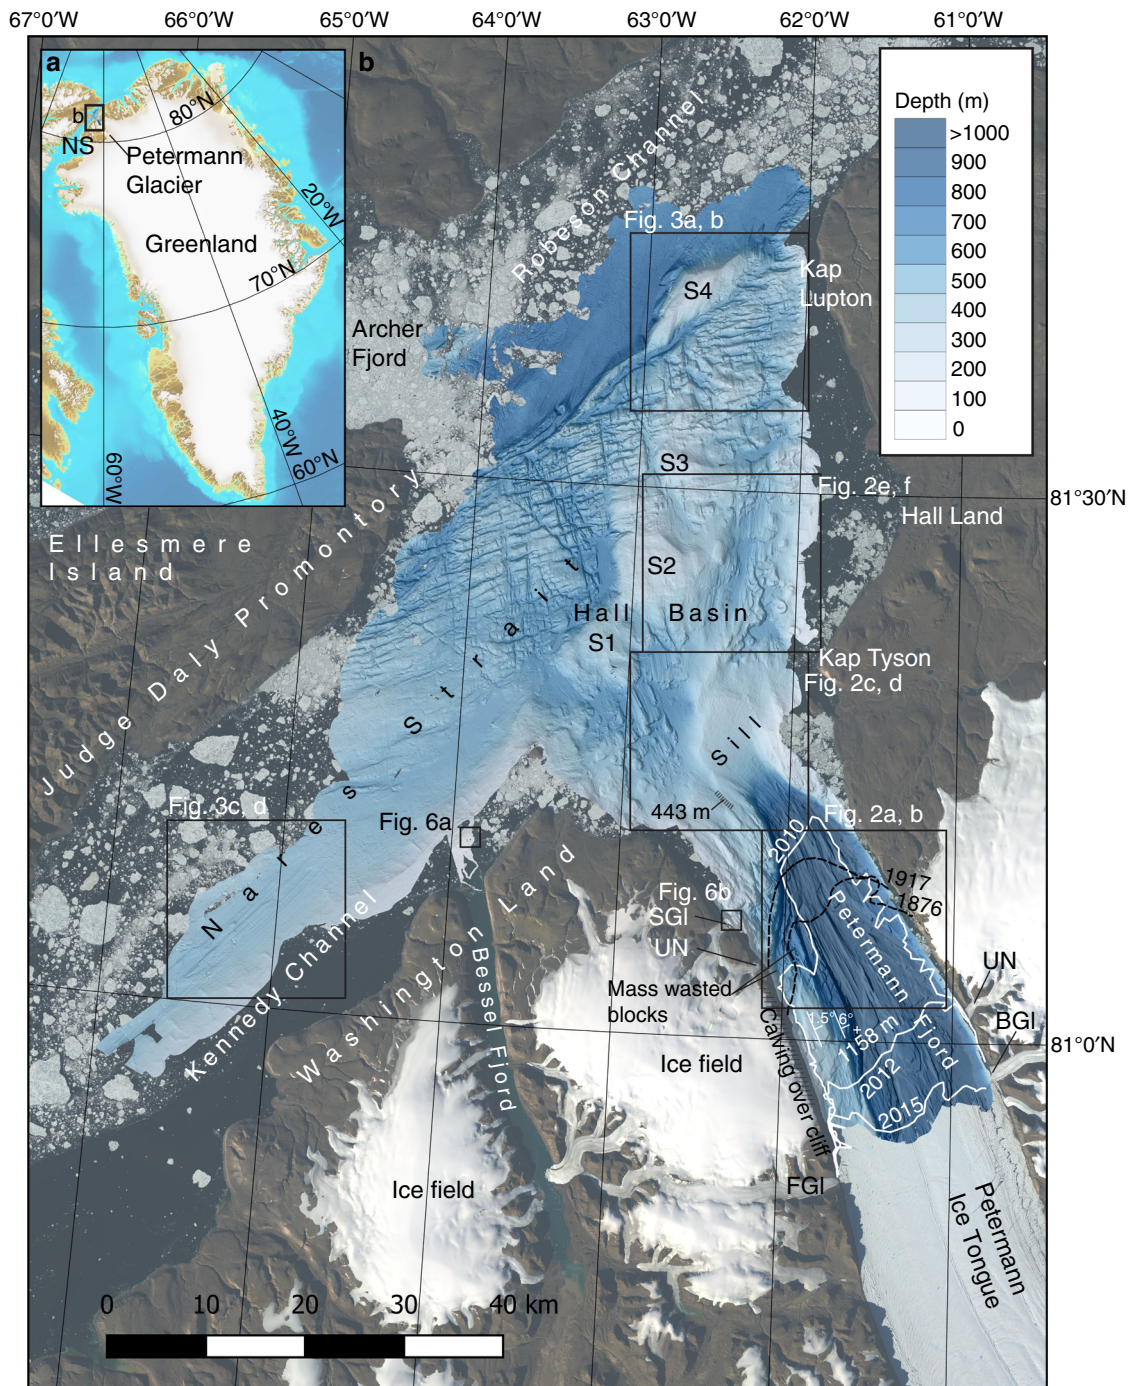 67°0′W 66°0′W 65°0′W 64°0′W 63°0′W 62°0′W 61°0′W
a
b
NS
80°N
Petermann
Glacier
20°W
Greenland
70°N
40°W
60°N
60°W
b
Depth (m)
>1000
900
800
700
600
500
400
300
200
100
0
Robeson Channel
Fig. 3a, b
S4
Kap
Lupton
Archer
Fjord
S3
Fig. 2e, f
81°30′N
Hall Land
Ellesmere
Island
Judge Daly Promontory
S2
Hall Basin
S1
Kap Tyson
Fig. 2c, d
Nares Strait
Sill
443 m
Fig. 3c, d
Fig. 6a
Fig. 2a, b
2010
1917
1876
Fig. 6b
SGl
UN
Petermann Fjord
UN
BGl
Mass wasted
blocks
Kennedy Channel
Washington Land
Bessel Fjord
Calving over cliff
1.5° 6°
1158 m
81°0′N
2012
2015
Ice field
Ice field
FGl
Petermann
Ice Tongue
0 10 20 30 40 km